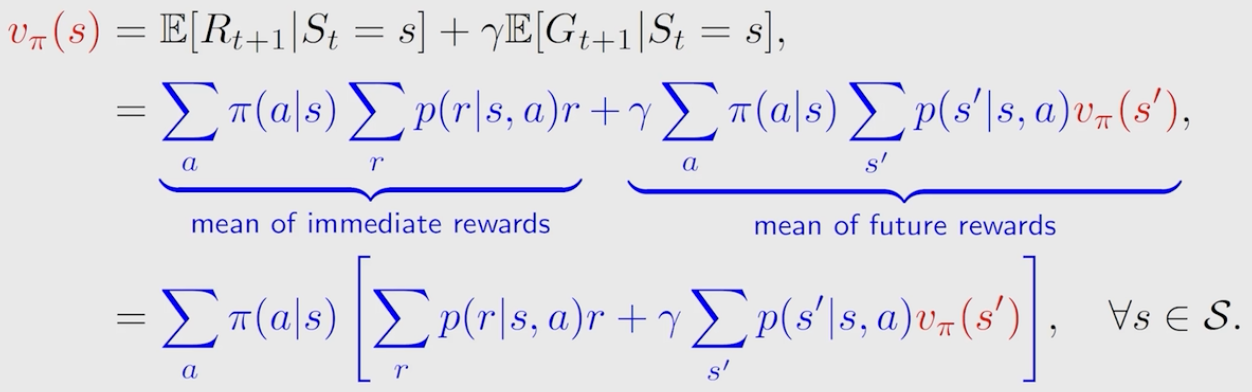 v_π(s) = 𝔼[R_{t+1}|S_t = s] + γ𝔼[G_{t+1}|S_t = s],
= ∑_a π(a|s) ∑_r p(r|s, a)r + γ ∑_a π(a|s) ∑_{s′} p(s′|s, a)v_π(s′),
mean of immediate rewards mean of future rewards
= ∑_a π(a|s) [∑_r p(r|s, a)r + γ ∑_{s′} p(s′|s, a)v_π(s′)], ∀s ∈ 𝒮.